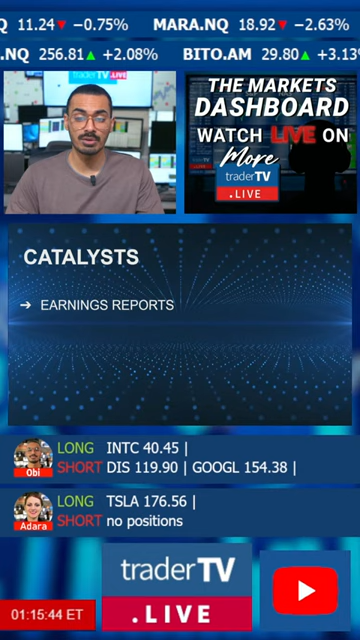 Q 11.24▼ −0.75% MARA.NQ 18.92▼ −2.63%
.NQ 256.81▲ +2.08% BITO.AM 29.80▲ +3.13%
traderTV
.LIVE
THE MARKETS
DASHBOARD
WATCH LIVE ON
More
traderTV
.LIVE
CATALYSTS
➔ EARNINGS REPORTS
LONG INTC 40.45 |
SHORT DIS 119.90 | GOOGL 154.38 |
Obi
LONG TSLA 176.56 |
SHORT no positions
Adara
traderTV
.LIVE
01:15:44 ET